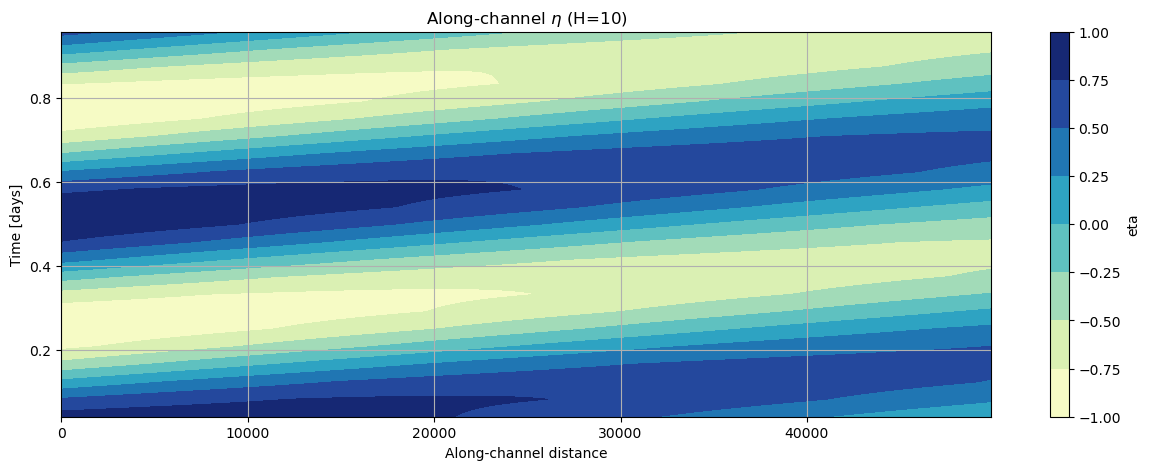 Along-channel η (H=10)
Time [days]
0.8
0.6
0.4
0.2
0 10000 20000 30000 40000
Along-channel distance
1.00
0.75
0.50
0.25
0.00
−0.25
−0.50
−0.75
−1.00
eta